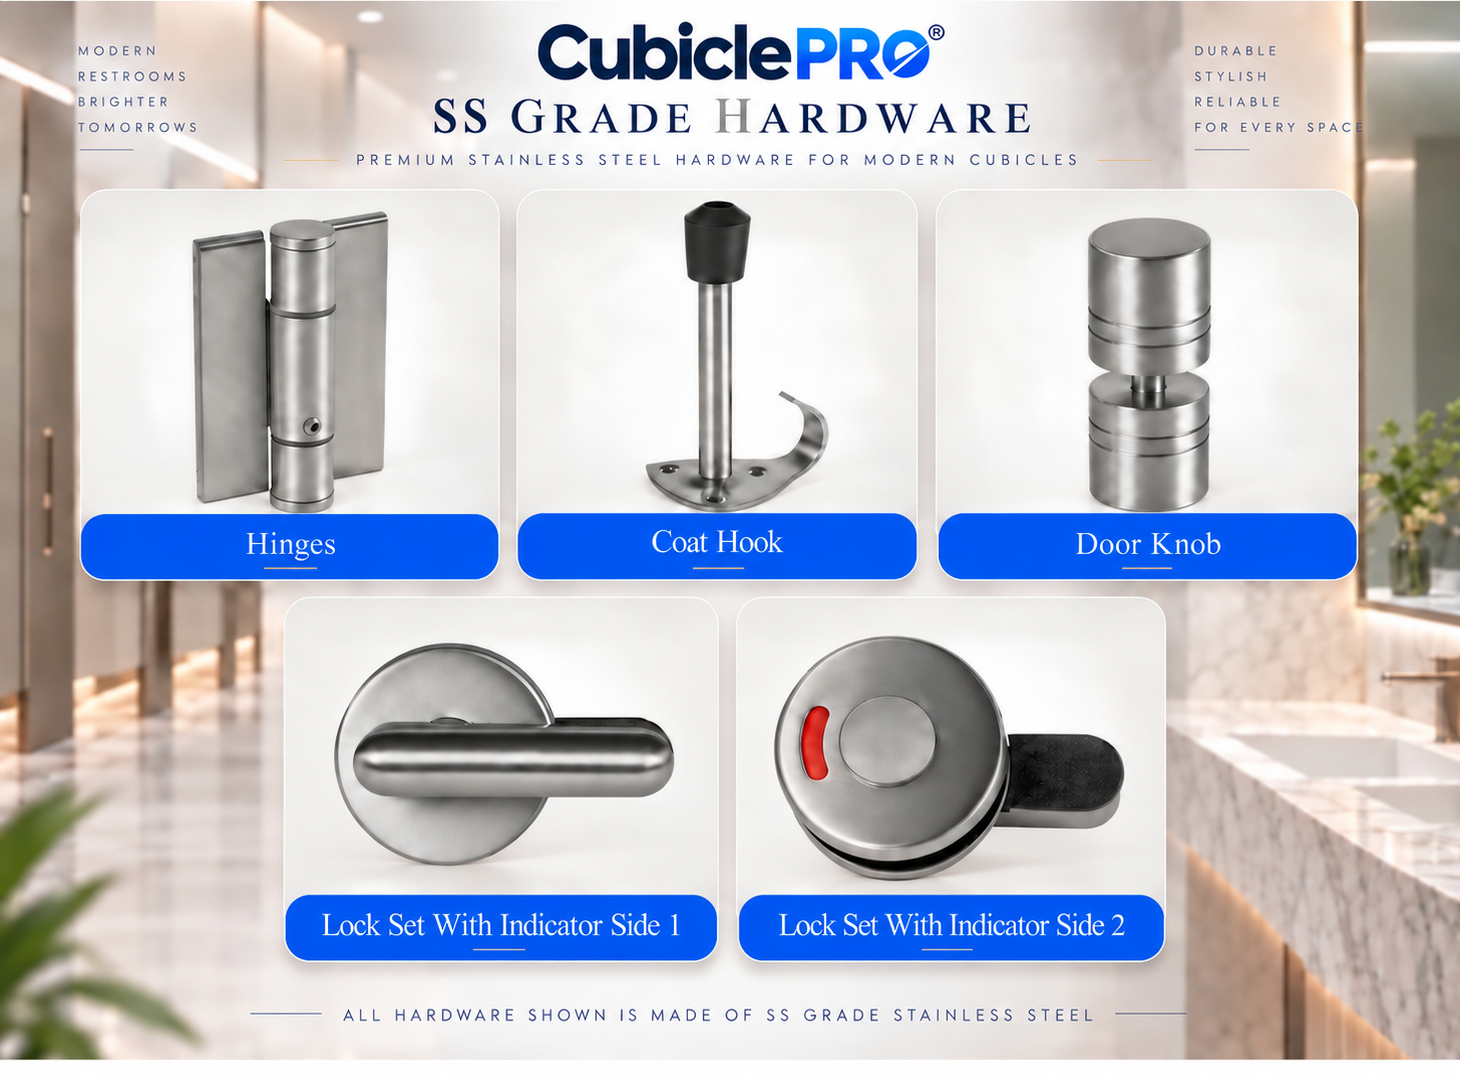 MODERN
RESTROOMS
BRIGHTER
TOMORROWS
CubiclePRO®
SS GRADE HARDWARE
PREMIUM STAINLESS STEEL HARDWARE FOR MODERN CUBICLES
DURABLE
STYLISH
RELIABLE
FOR EVERY SPACE
Hinges
Coat Hook
Door Knob
Lock Set With Indicator Side 1
Lock Set With Indicator Side 2
ALL HARDWARE SHOWN IS MADE OF SS GRADE STAINLESS STEEL